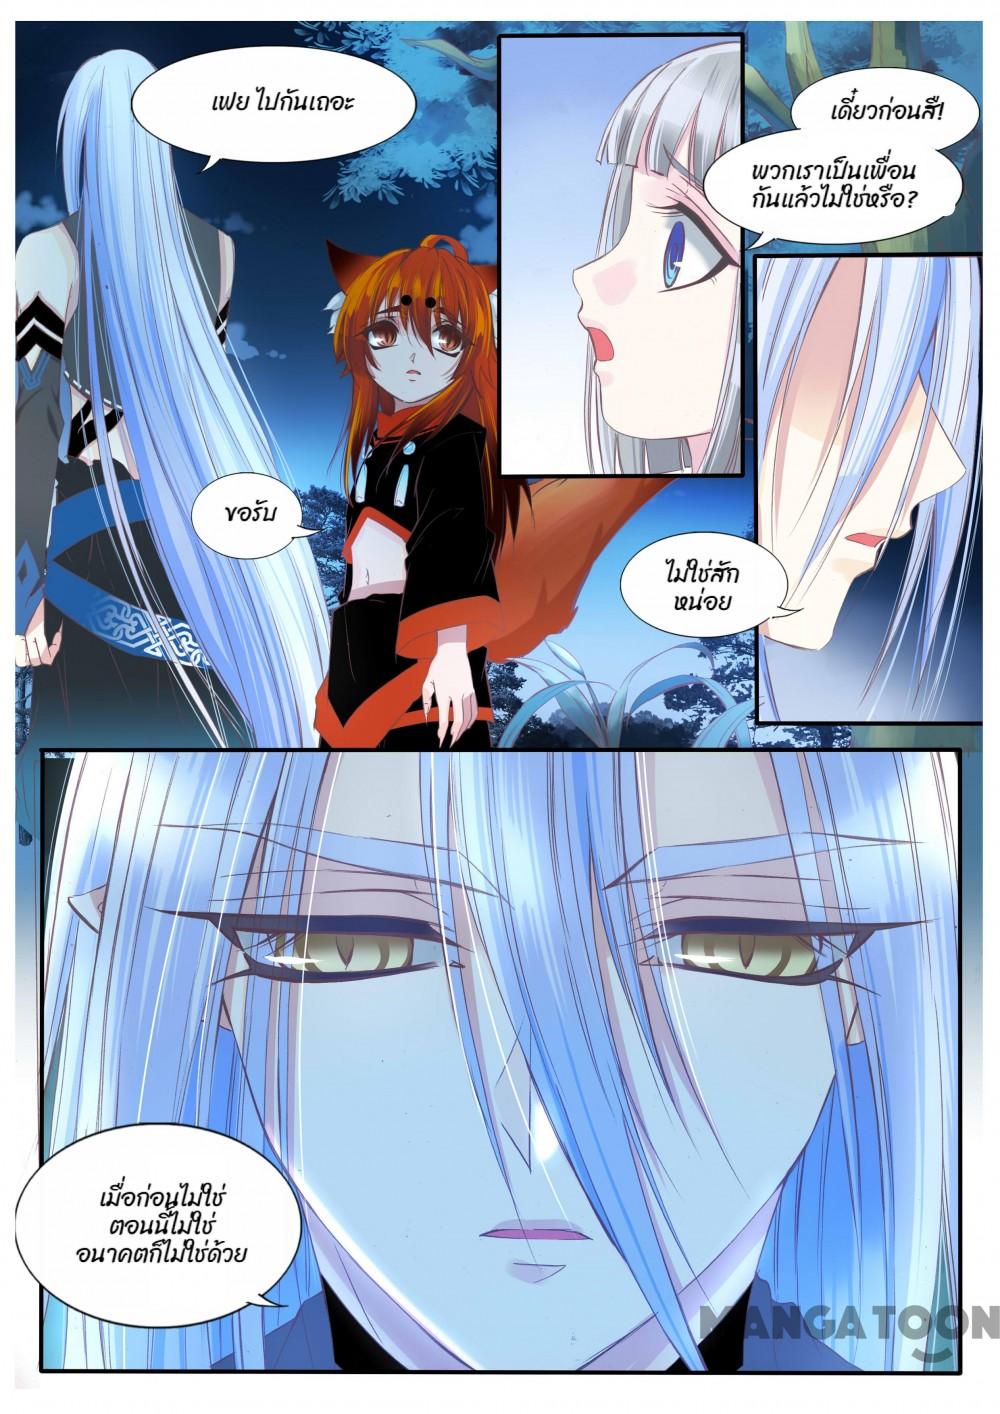 เฟย ไปกันเถอะ
ขอรับ
เดี๋ยวก่อนสิ!
พวกเราเป็นเพื่อน
กันแล้วไม่ใช่หรือ?
ไม่ใช่สัก
หน่อย
เมื่อก่อนไม่ใช่
ตอนนี้ไม่ใช่
อนาคตก็ไม่ใช่ด้วย
MANGATOON